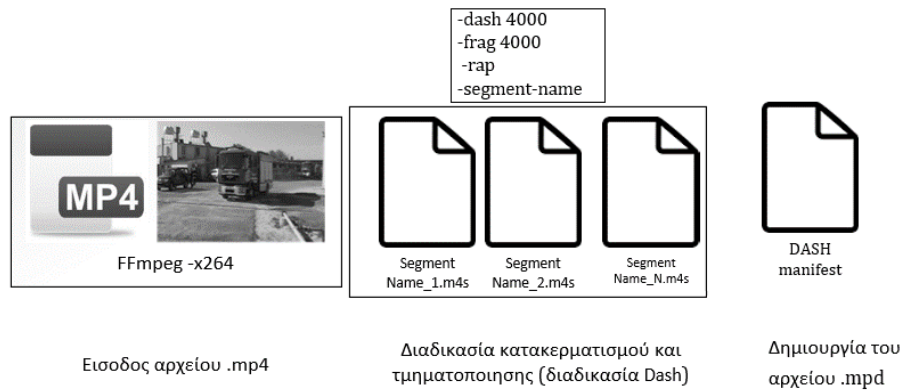 -dash 4000
-frag 4000
-rap
-segment-name
MP4
FFmpeg -x264
Segment
Name_1.m4s
Segment
Name_2.m4s
Segment
Name_N.m4s
DASH
manifest
Εισοδος αρχείου .mp4
Διαδικασία κατακερματισμού και
τμηματοποιησης (διαδικασία Dash)
Δημιουργία του
αρχείου .mpd